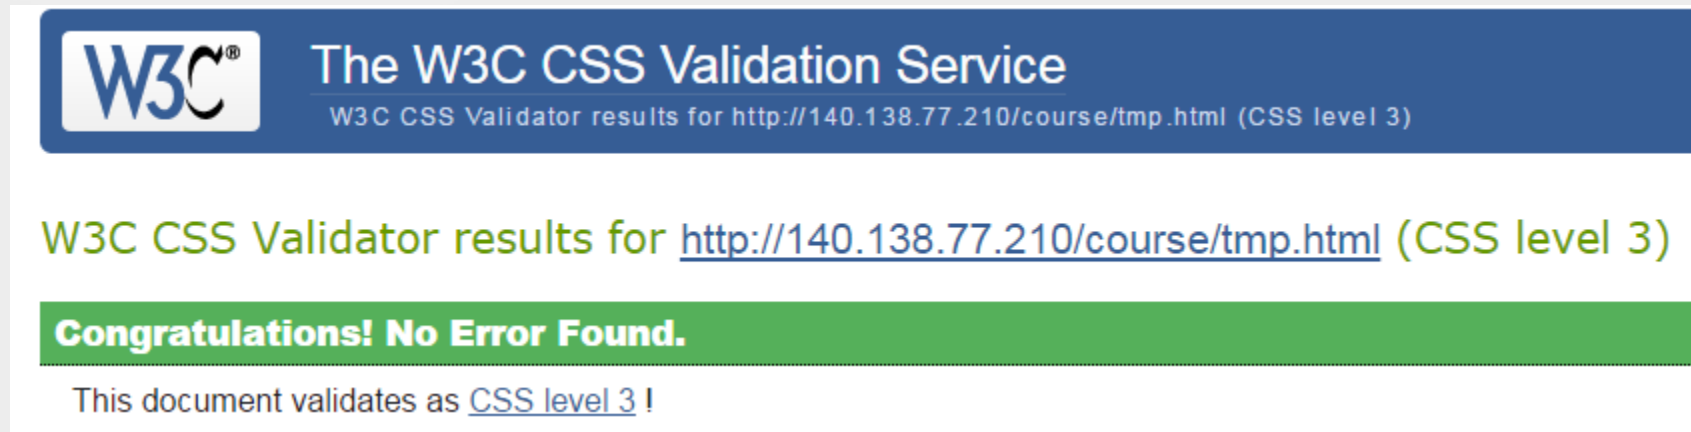 W3C®
The W3C CSS Validation Service
W3C CSS Validator results for http://140.138.77.210/course/tmp.html (CSS level 3)
W3C CSS Validator results for http://140.138.77.210/course/tmp.html (CSS level 3)
Congratulations! No Error Found.
This document validates as CSS level 3 !